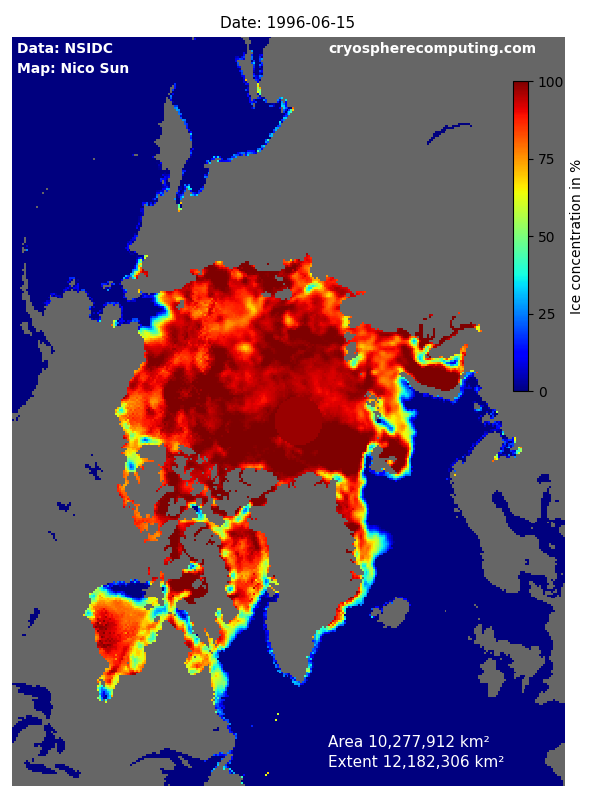 Date: 1996-06-15
Data: NSIDC
cryospherecomputing.com
Map: Nico Sun
100
75
50
25
0
Ice concentration in %
Area 10,277,912 km²
Extent 12,182,306 km²